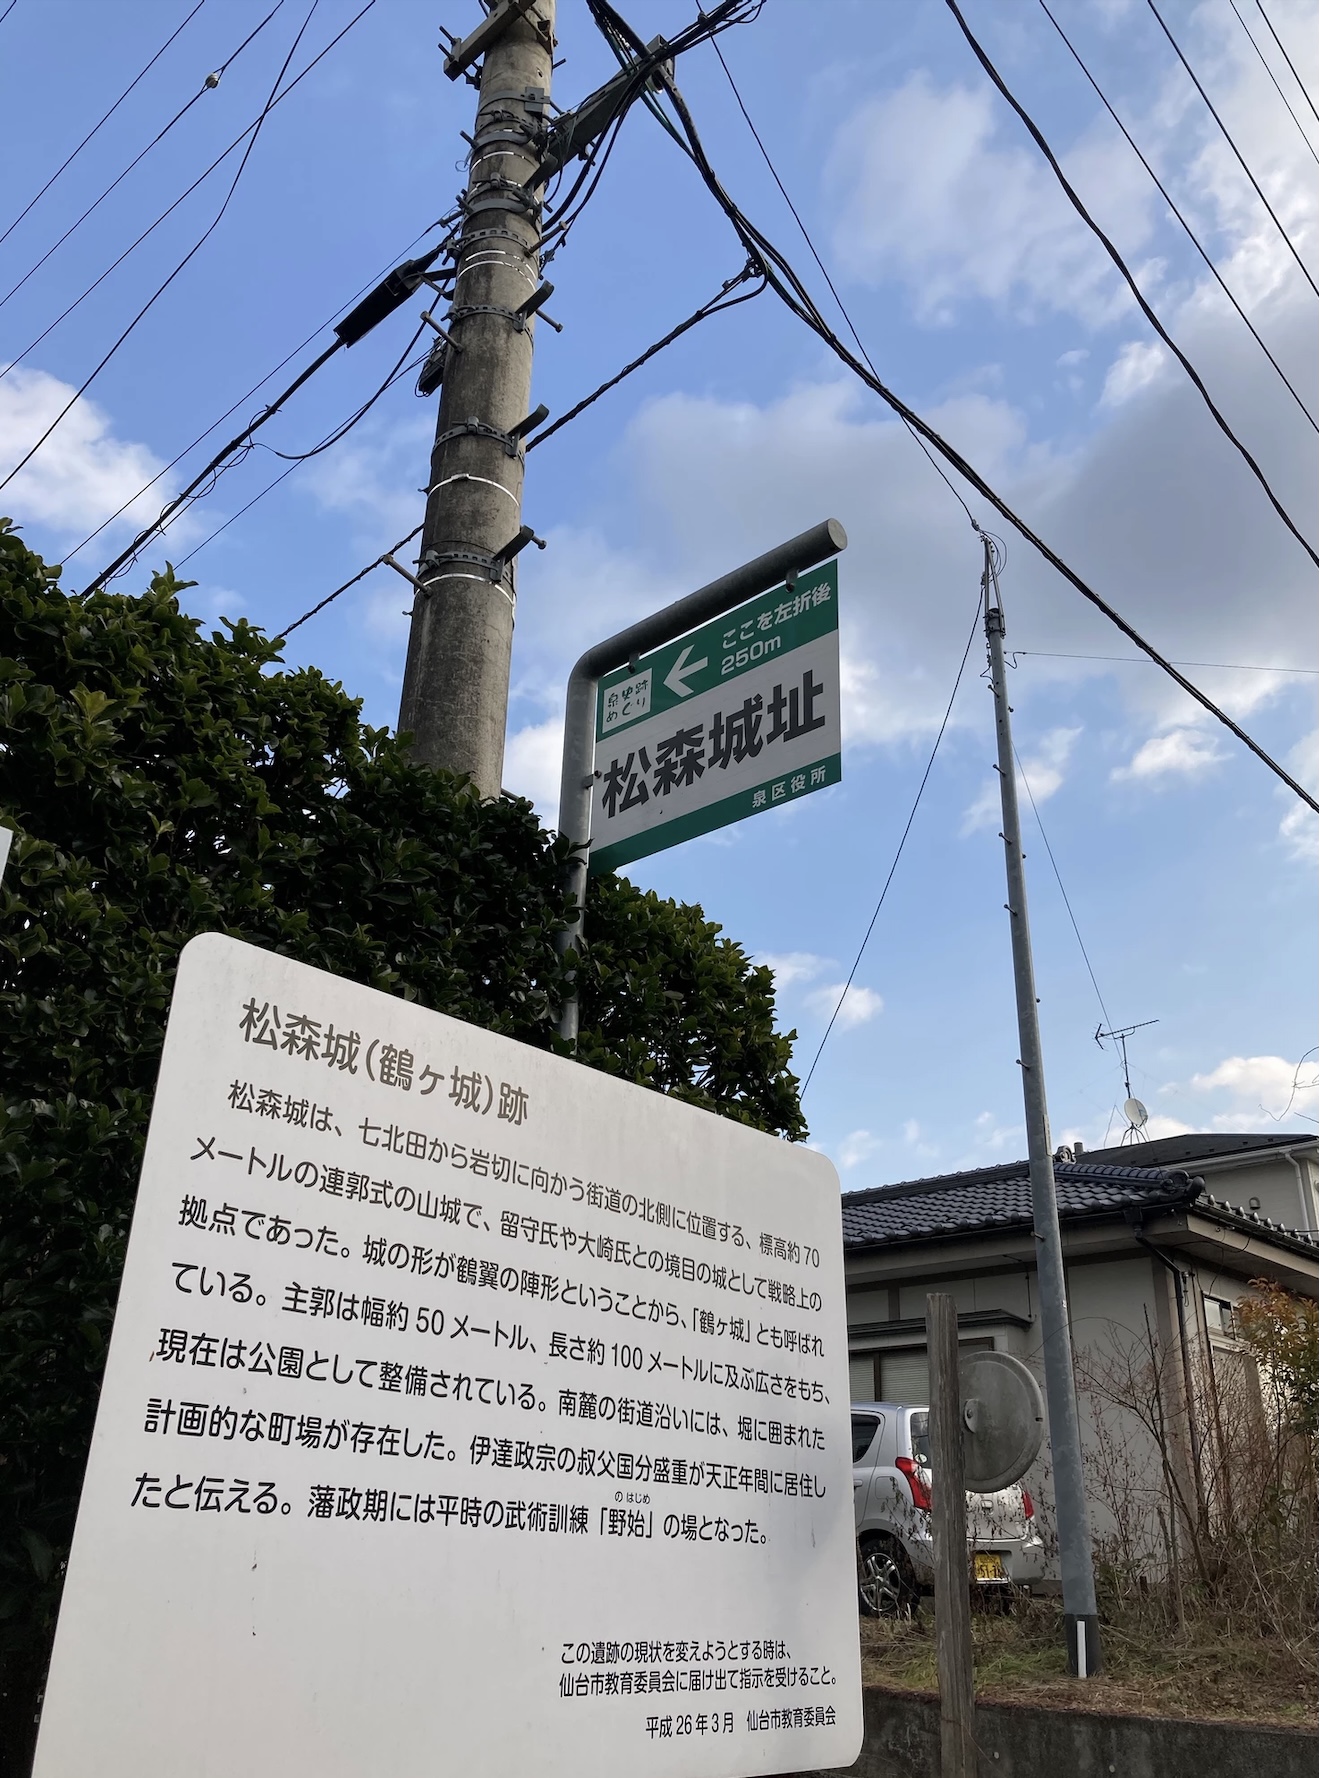 ここを左折後
250m
泉史跡
めぐり
松森城址
泉区役所
松森城(鶴ヶ城)跡
松森城は、七北田から岩切に向かう街道の北側に位置する、標高約70
メートルの連郭式の山城で、留守氏や大崎氏との境目の城として戦略上の
拠点であった。城の形が鶴翼の陣形ということから、「鶴ヶ城」とも呼ばれ
ている。主郭は幅約50メートル、長さ約100メートルに及ぶ広さをもち、
現在は公園として整備されている。南麓の街道沿いには、堀に囲まれた
計画的な町場が存在した。伊達政宗の叔父国分盛重が天正年間に居住し
のはじめ
たと伝える。藩政期には平時の武術訓練「野始」の場となった。
この遺跡の現状を変えようとする時は、
仙台市教育委員会に届け出て指示を受けること。
平成26年3月 仙台市教育委員会